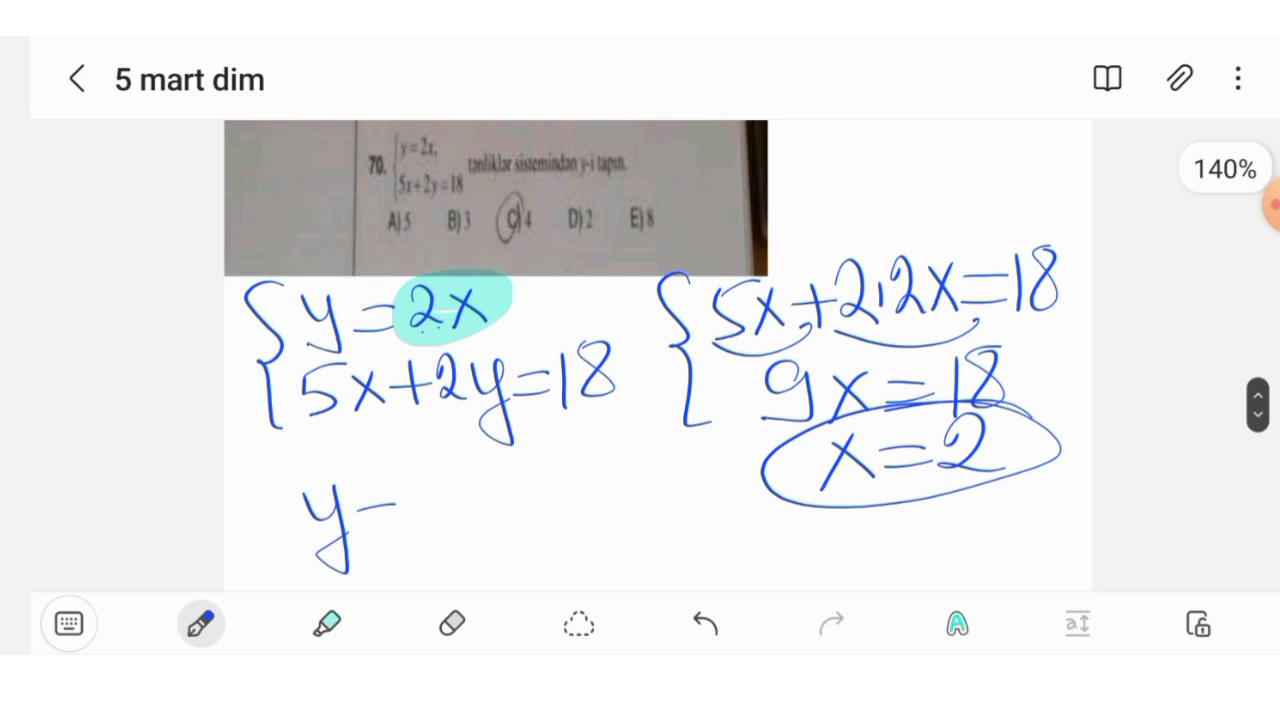 5 mart dim
140%
70. { y = 2x,
5x+2y=18 tənliklər sistemindən y-i tapın.
A) 5 B) 3 C) 4 D) 2 E) 8
{ y = 2x
5x+2y=18
{ 5x+2·2x=18
9x=18
x=2
y-
A
a